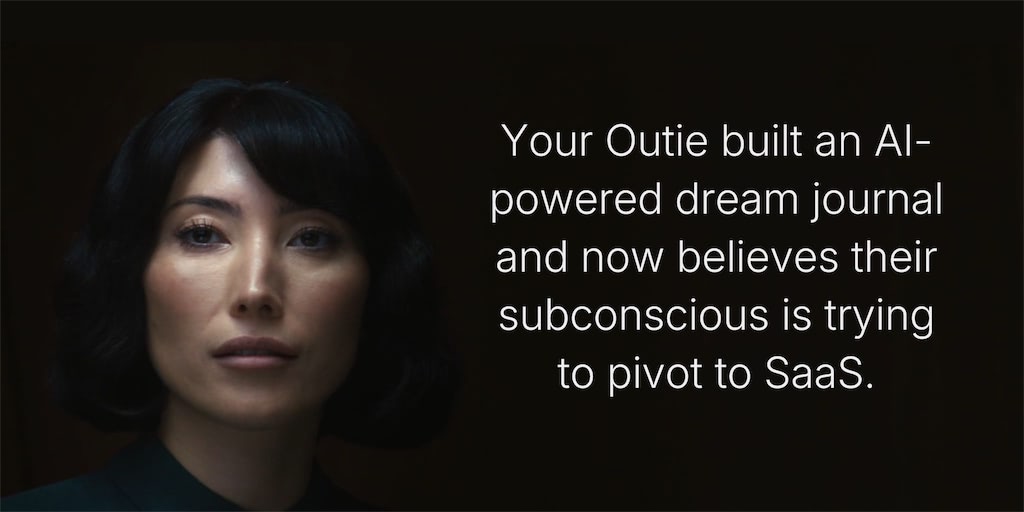 Your Outie built an AI-
powered dream journal
and now believes their
subconscious is trying
to pivot to SaaS.